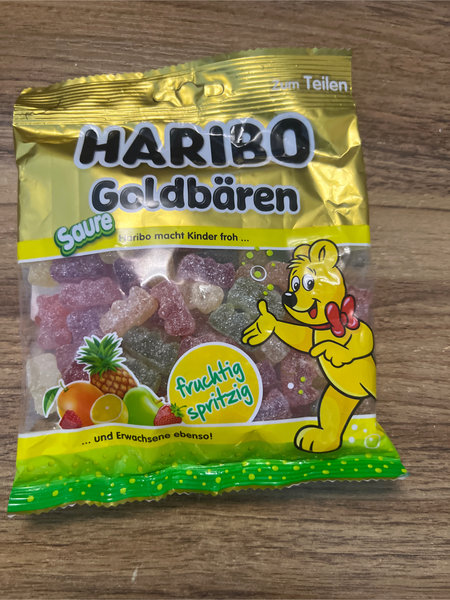 Zum Teilen
HARIBO
Goldbären
Saure
Haribo macht Kinder froh ...
fruchtig
spritzig
... und Erwachsene ebenso!